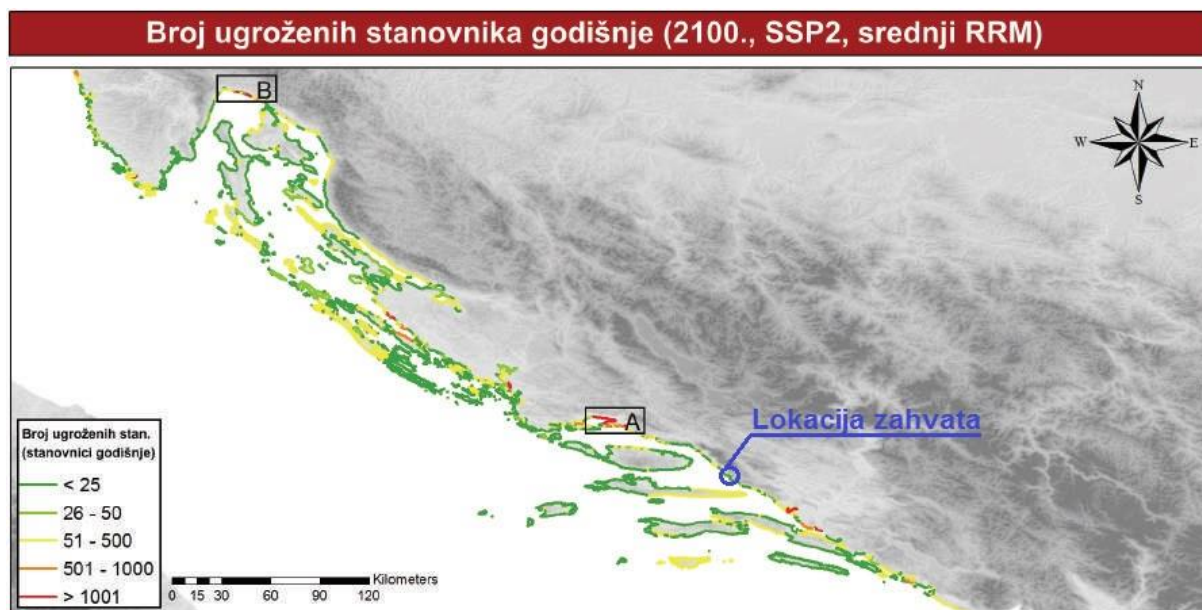 Broj ugroženih stanovnika godišnje (2100., SSP2, srednji RRM)
B
N
W
E
S
A
Lokacija zahvata
Broj ugroženih stan.
(stanovnici godišnje)
< 25
26 - 50
51 - 500
501 - 1000
> 1001
Kilometers
0 15 30 60 90 120